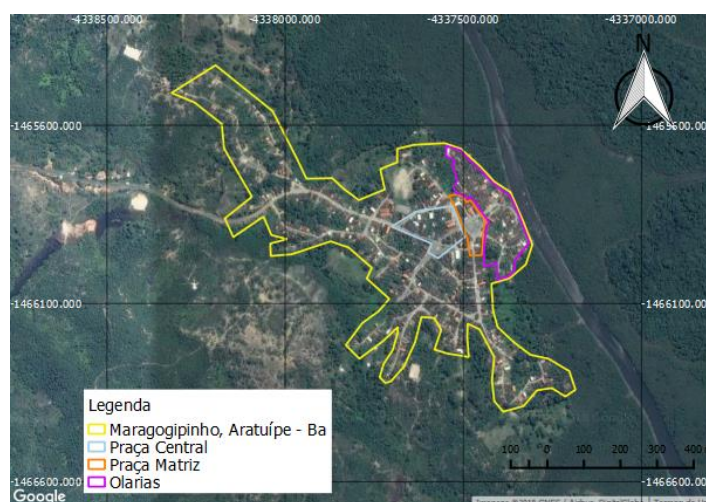 -4338500.000 -4338000.000 -4337500.000 -4337000.000
N
-1465600.000 -1465600.000
-1466100.000 -1466100.000
Legenda
Maragogipinho, Aratuípe - Ba
Praça Central
Praça Matriz
Olarias
100 0 100 200 300 400
-1466600.000 -1466600.000
Google